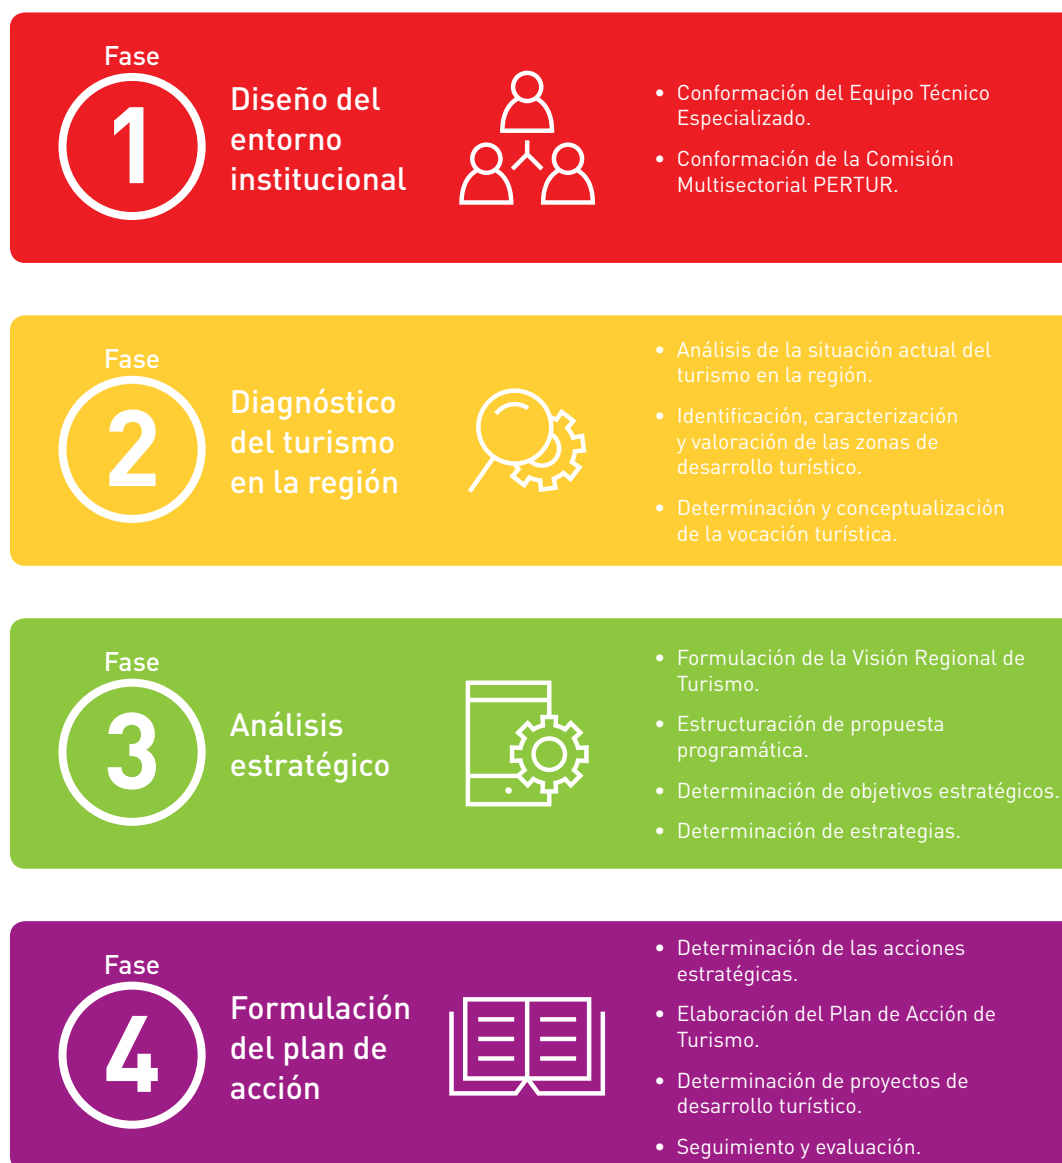 Fase
1
Diseño del
entorno
institucional
• Conformación del Equipo Técnico
Especializado.
• Conformación de la Comisión
Multisectorial PERTUR.
Fase
2
Diagnóstico
del turismo
en la región
• Análisis de la situación actual del
turismo en la región.
• Identificación, caracterización
y valoración de las zonas de
desarrollo turístico.
• Determinación y conceptualización
de la vocación turística.
Fase
3
Análisis
estratégico
• Formulación de la Visión Regional de
Turismo.
• Estructuración de propuesta
programática.
• Determinación de objetivos estratégicos.
• Determinación de estrategias.
Fase
4
Formulación
del plan de
acción
• Determinación de las acciones
estratégicas.
• Elaboración del Plan de Acción de
Turismo.
• Determinación de proyectos de
desarrollo turístico.
• Seguimiento y evaluación.